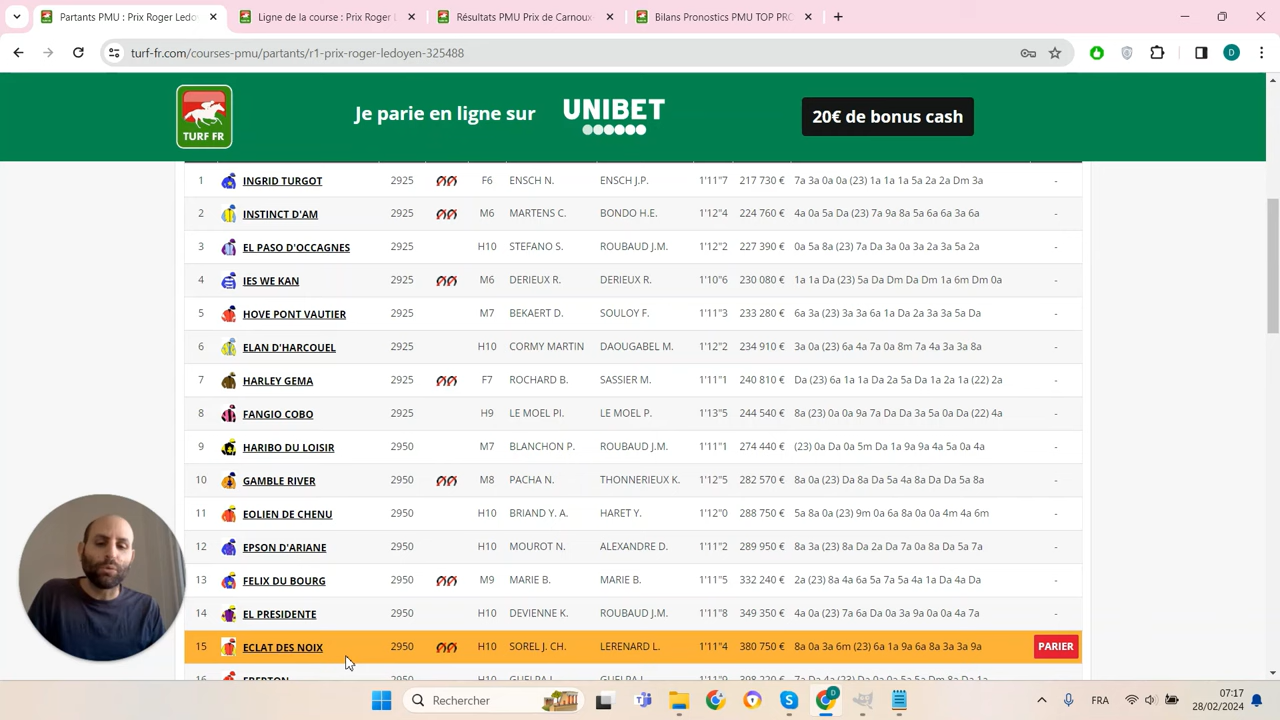 Partants PMU : Prix Roger Ledo
Ligne de la course : Prix Roger L
Résultats PMU Prix de Carnoux
Bilans Pronostics PMU TOP PRO
turf-fr.com/courses-pmu/partants/r1-prix-roger-ledoyen-325488
D
TURF FR
Je parie en ligne sur
UNIBET
20€ de bonus cash
1 INGRID TURGOT 2925 F6 ENSCH N. ENSCH J.P. 1'11"7 217 730 € 7a 3a 0a 0a (23) 1a 1a 1a 5a 2a 2a Dm 3a -
2 INSTINCT D'AM 2925 M6 MARTENS C. BONDO H.E. 1'12"4 224 760 € 4a 0a 5a Da (23) 7a 9a 8a 5a 0a 6a 3a 6a -
3 EL PASO D'OCCAGNES 2925 H10 STEFANO S. ROUBAUD J.M. 1'12"2 227 390 € 0a 5a 8a (23) 7a Da 3a 0a 3a 2a 3a 5a 2a -
4 IES WE KAN 2925 M6 DERIEUX R. DERIEUX R. 1'10"6 230 080 € 1a 1a Da (23) 5a Da Dm Da Dm 1a 6m Dm 0a -
5 HOVE PONT VAUTIER 2925 M7 BEKAERT D. SOULOY F. 1'11"3 233 280 € 6a 3a (23) 3a 3a 6a 1a Da 2a 3a 3a 5a Da -
6 ELAN D'HARCOUEL 2925 H10 CORMY MARTIN DAOUGABEL M. 1'12"2 234 910 € 3a 0a (23) 6a 4a 7a 0a 8m 7a 4a 3a 3a 8a -
7 HARLEY GEMA 2925 F7 ROCHARD B. SASSIER M. 1'11"1 240 810 € Da (23) 6a 1a 1a Da 2a 5a Da 1a 2a 1a (22) 2a -
8 FANGIO COBO 2925 H9 LE MOEL PI. LE MOEL P. 1'13"5 244 540 € 8a (23) 0a 0a 9a 7a Da Da 3a 5a 0a Da (22) 4a -
9 HARIBO DU LOISIR 2950 M7 BLANCHON P. ROUBAUD J.M. 1'11"1 274 440 € (23) 0a Da 0a 5m Da 1a 9a 9a 4a 5a 0a 4a -
10 GAMBLE RIVER 2950 M8 PACHA N. THONNERIEUX K. 1'12"5 282 570 € 8a 0a (23) Da 8a Da 5a 4a 8a Da Da 5a 8a -
11 EOLIEN DE CHENU 2950 H10 BRIAND Y. A. HARET Y. 1'12"0 288 750 € 5a 8a 0a (23) 9m 0a 6a 8a 0a 0a 4m 4a 6m -
12 EPSON D'ARIANE 2950 H10 MOUROT N. ALEXANDRE D. 1'11"2 289 950 € 8a 3a (23) 8a Da 2a Da 7a 0a 8a Da 5a 7a -
13 FELIX DU BOURG 2950 M9 MARIE B. MARIE B. 1'11"5 332 240 € 2a (23) 8a 4a 6a 5a 7a 5a 4a 1a Da 4a Da -
14 EL PRESIDENTE 2950 H10 DEVIENNE K. ROUBAUD J.M. 1'11"8 349 350 € 4a 0a (23) 7a 6a Da 0a 3a 9a 0a 0a 4a 7a -
15 ECLAT DES NOIX 2950 H10 SOREL J. CH. LERENARD L. 1'11"4 380 750 € 8a 0a 3a 6m (23) 6a 1a 9a 6a 8a 3a 3a 9a PARIER
Rechercher
FRA
07:17
28/02/2024